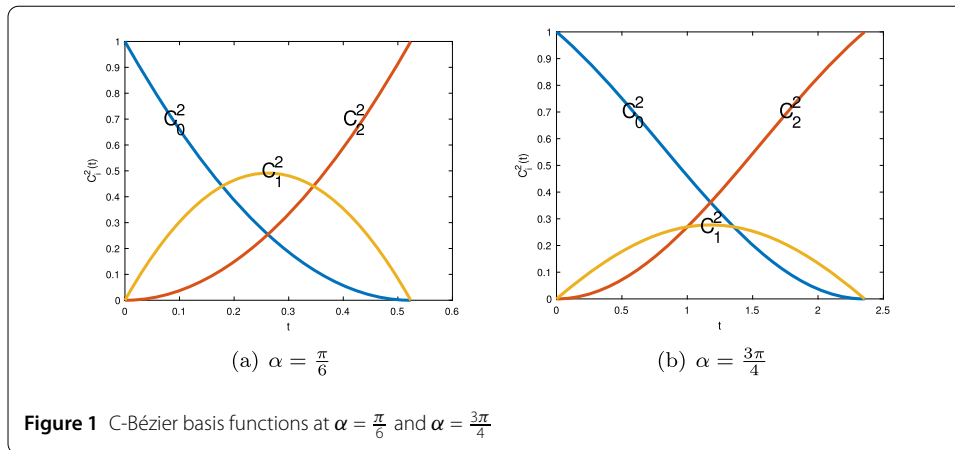 1
0.9
0.8
0.7
0.6
0.5
0.4
0.3
0.2
0.1
0
C_i^2(t)
C_0^2
C_2^2
C_1^2
0 0.1 0.2 0.3 0.4 0.5 0.6
t
(a) α = π/6
1
0.9
0.8
0.7
0.6
0.5
0.4
0.3
0.2
0.1
0
C_i^2(t)
C_0^2
C_2^2
C_1^2
0 0.5 1 1.5 2 2.5
t
(b) α = 3π/4
Figure 1 C-Bézier basis functions at α = π/6 and α = 3π/4